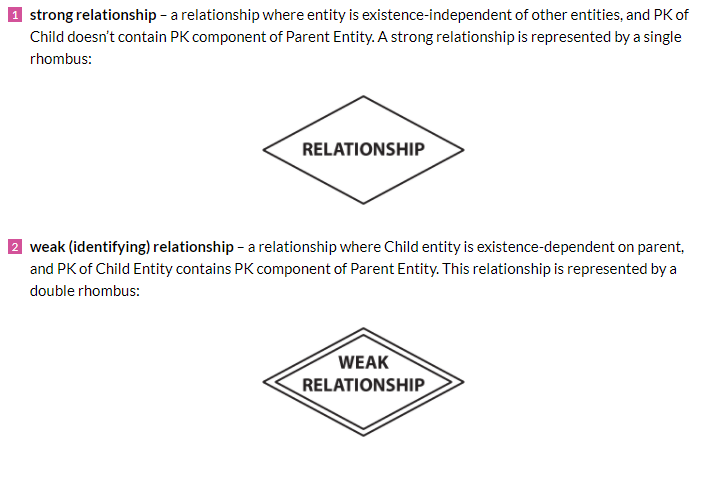 1 strong relationship – a relationship where entity is existence-independent of other entities, and PK of
Child doesn't contain PK component of Parent Entity. A strong relationship is represented by a single
rhombus:
RELATIONSHIP
2 weak (identifying) relationship – a relationship where Child entity is existence-dependent on parent,
and PK of Child Entity contains PK component of Parent Entity. This relationship is represented by a
double rhombus:
WEAK
RELATIONSHIP